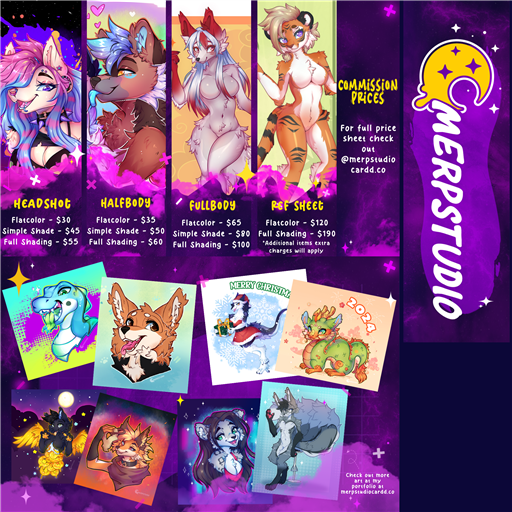 HEADSHOT
Flatcolor - $30
Simple Shade - $45
Full Shading - $55
HALFBODY
Flatcolor - $35
Simple Shade - $50
Full Shading - $60
FULLBODY
Flatcolor - $65
Simple Shade - $80
Full Shading - $100
REF SHEET
Flatcolor - $120
Full Shading - $190
*Additional items extra
charges will apply
COMMISSION
PRICES
For full price
sheet check
out
@merpstudio
cardd.co
MERPSTUDIO
MERRY CHRISTMA
2024
Check out more
art at my
portfolio at
merpstudiocardd.co